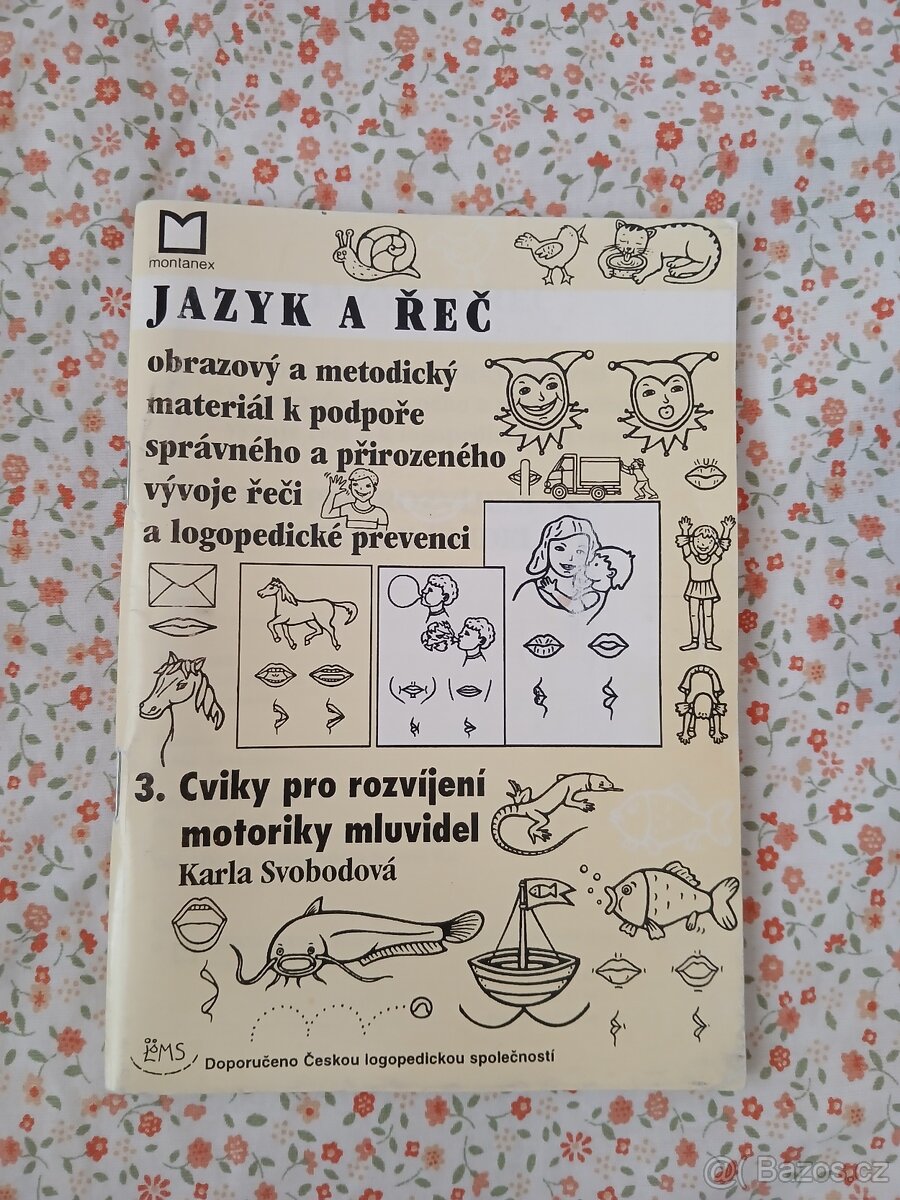 montanex
JAZYK A ŘEČ
obrazový a metodický
materiál k podpoře
správného a přirozeného
vývoje řeči
a logopedické prevenci
3. Cviky pro rozvíjení
motoriky mluvidel
Karla Svobodová
LOMS
Doporučeno Českou logopedickou společností
Bazos.cz